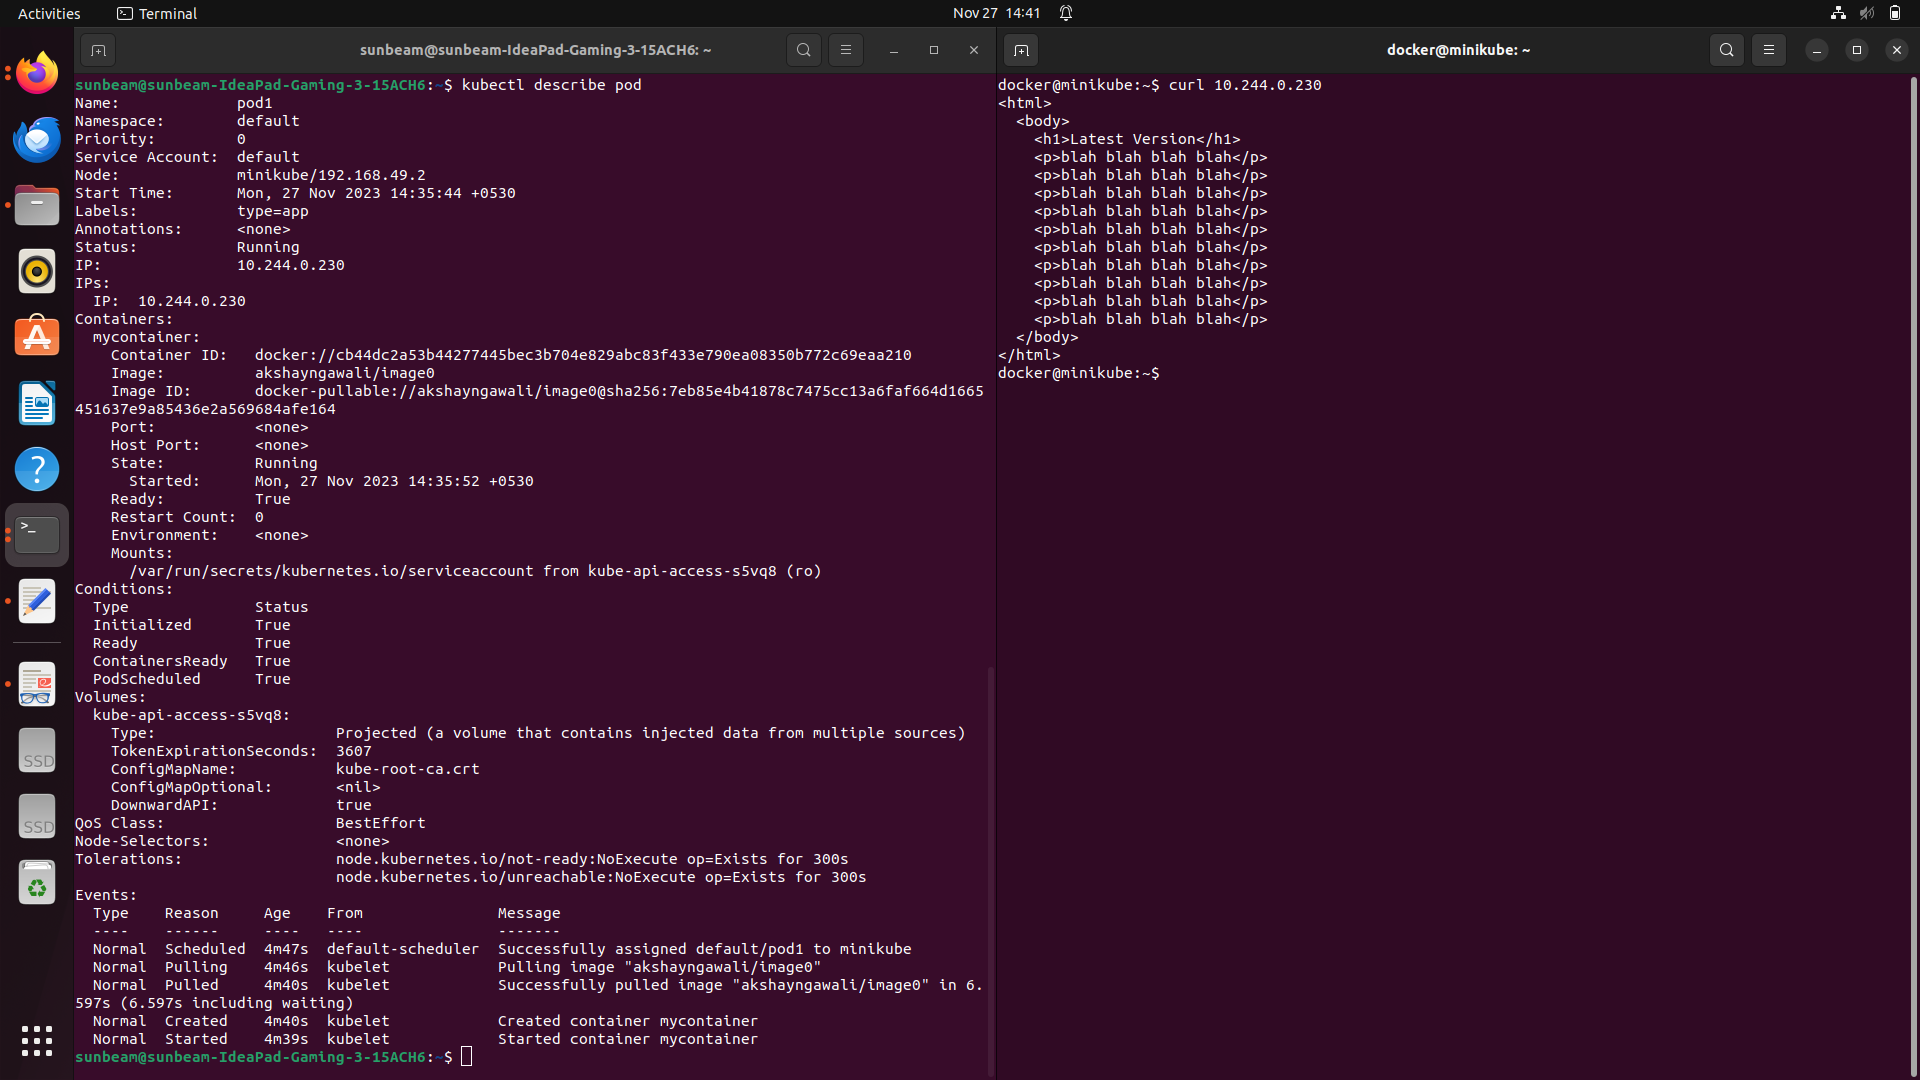 Activities
Terminal
Nov 27 14:41
sunbeam@sunbeam-IdeaPad-Gaming-3-15ACH6: ~
sunbeam@sunbeam-IdeaPad-Gaming-3-15ACH6:~$ kubectl describe pod
Name:             pod1
Namespace:        default
Priority:         0
Service Account:  default
Node:             minikube/192.168.49.2
Start Time:       Mon, 27 Nov 2023 14:35:44 +0530
Labels:           type=app
Annotations:      <none>
Status:           Running
IP:               10.244.0.230
IPs:
  IP:  10.244.0.230
Containers:
  mycontainer:
    Container ID:   docker://cb44dc2a53b44277445bec3b704e829abc83f433e790ea08350b772c69eaa210
    Image:          akshayngawali/image0
    Image ID:       docker-pullable://akshayngawali/image0@sha256:7eb85e4b41878c7475cc13a6faf664d1665
451637e9a85436e2a569684afe164
    Port:           <none>
    Host Port:      <none>
    State:          Running
      Started:      Mon, 27 Nov 2023 14:35:52 +0530
    Ready:          True
    Restart Count:  0
    Environment:    <none>
    Mounts:
      /var/run/secrets/kubernetes.io/serviceaccount from kube-api-access-s5vq8 (ro)
Conditions:
  Type              Status
  Initialized       True
  Ready             True
  ContainersReady   True
  PodScheduled      True
Volumes:
  kube-api-access-s5vq8:
    Type:                    Projected (a volume that contains injected data from multiple sources)
    TokenExpirationSeconds:  3607
    ConfigMapName:           kube-root-ca.crt
    ConfigMapOptional:       <nil>
    DownwardAPI:             true
QoS Class:                   BestEffort
Node-Selectors:              <none>
Tolerations:                 node.kubernetes.io/not-ready:NoExecute op=Exists for 300s
                             node.kubernetes.io/unreachable:NoExecute op=Exists for 300s
Events:
  Type    Reason     Age    From               Message
  ----    ------     ----   ----               -------
  Normal  Scheduled  4m47s  default-scheduler  Successfully assigned default/pod1 to minikube
  Normal  Pulling    4m46s  kubelet            Pulling image "akshayngawali/image0"
  Normal  Pulled     4m40s  kubelet            Successfully pulled image "akshayngawali/image0" in 6.
597s (6.597s including waiting)
  Normal  Created    4m40s  kubelet            Created container mycontainer
  Normal  Started    4m39s  kubelet            Started container mycontainer
sunbeam@sunbeam-IdeaPad-Gaming-3-15ACH6:~$
docker@minikube: ~
docker@minikube:~$ curl 10.244.0.230
<html>
  <body>
    <h1>Latest Version</h1>
    <p>blah blah blah blah</p>
    <p>blah blah blah blah</p>
    <p>blah blah blah blah</p>
    <p>blah blah blah blah</p>
    <p>blah blah blah blah</p>
    <p>blah blah blah blah</p>
    <p>blah blah blah blah</p>
    <p>blah blah blah blah</p>
    <p>blah blah blah blah</p>
    <p>blah blah blah blah</p>
  </body>
</html>
docker@minikube:~$
SSD
SSD